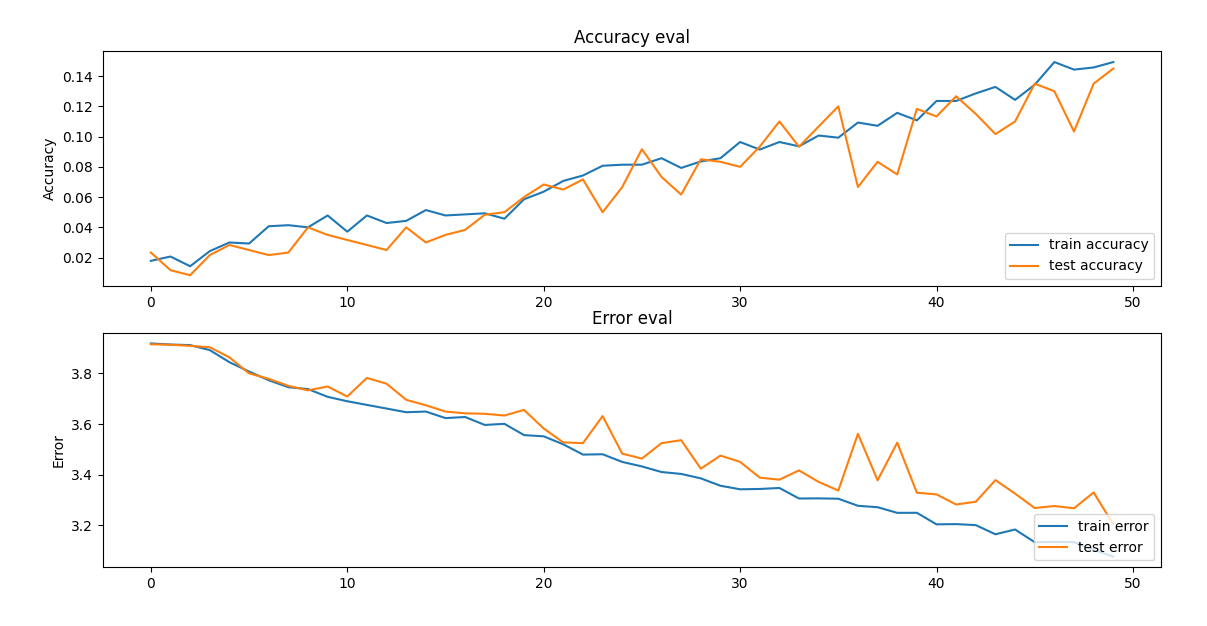 Accuracy eval
0.14
0.12
0.10
0.08
0.06
0.04
0.02
Accuracy
train accuracy
test accuracy
0 10 20 30 40 50
Error eval
3.8
3.6
3.4
3.2
Error
train error
test error
0 10 20 30 40 50